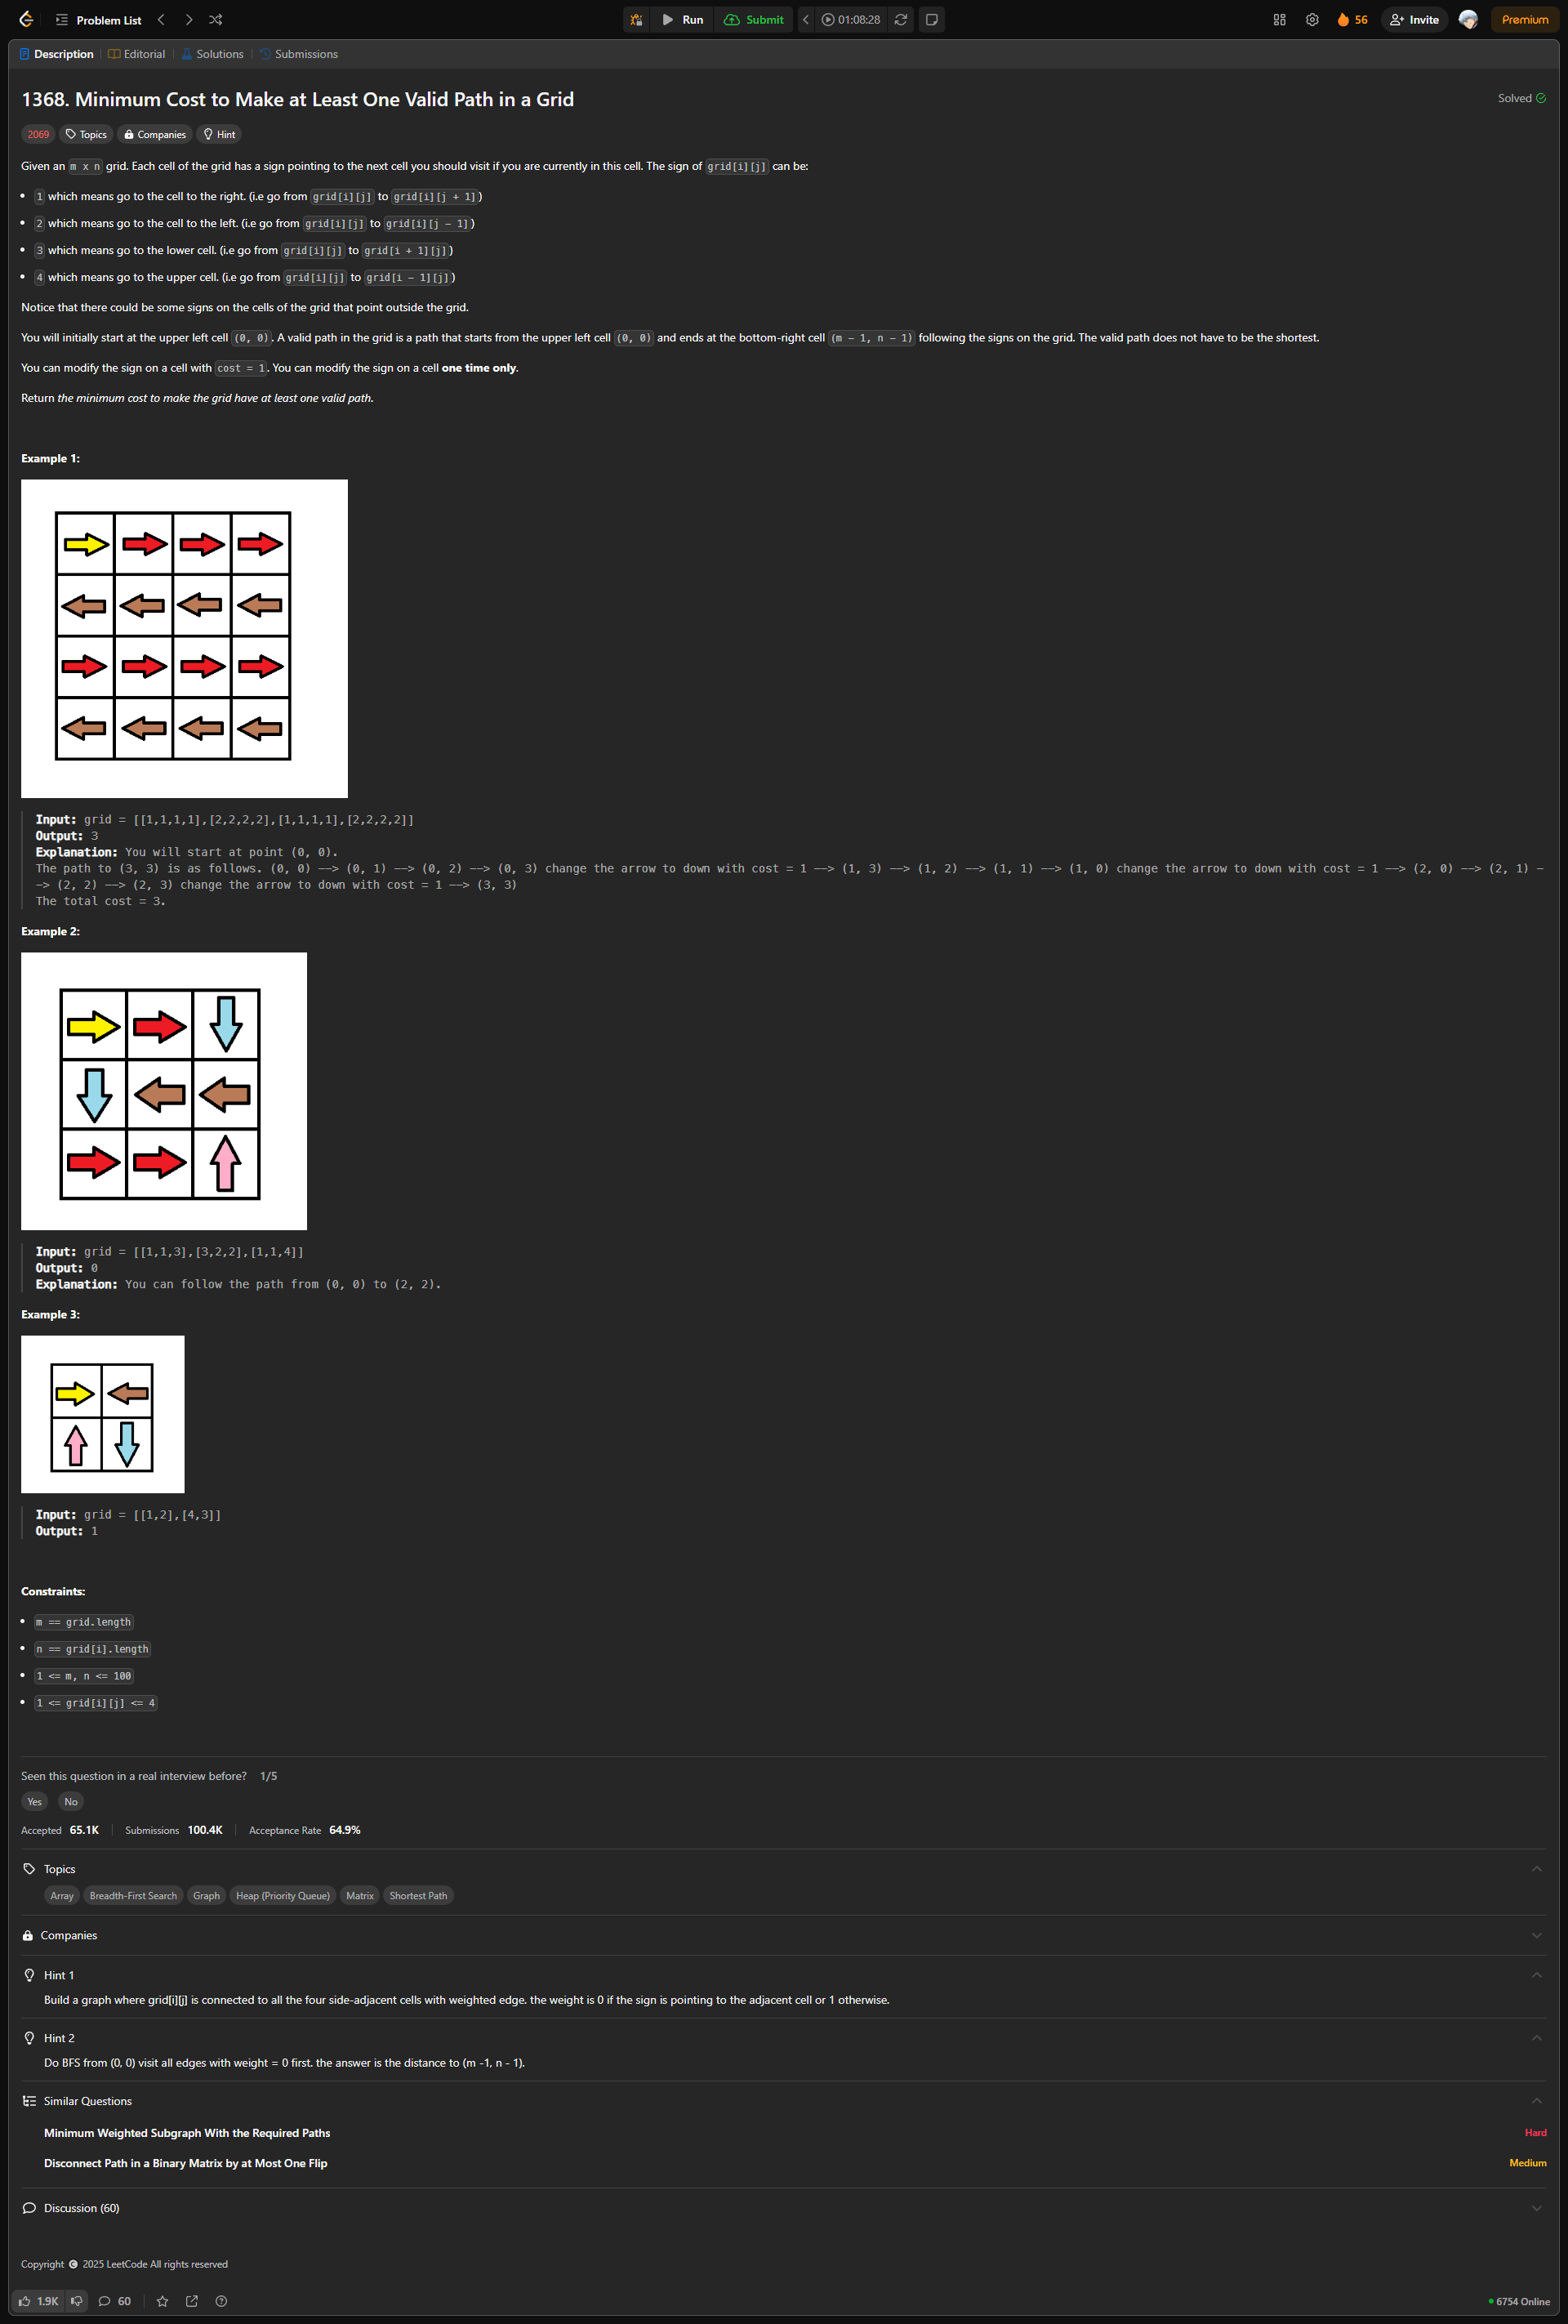 Problem List
Run
Submit
01:08:28
56
Invite
Premium
Description
Editorial
Solutions
Submissions
1368. Minimum Cost to Make at Least One Valid Path in a Grid
Solved
2069
Topics
Companies
Hint
Given an m x n grid. Each cell of the grid has a sign pointing to the next cell you should visit if you are currently in this cell. The sign of grid[i][j] can be:
• 1 which means go to the cell to the right. (i.e go from grid[i][j] to grid[i][j + 1])
• 2 which means go to the cell to the left. (i.e go from grid[i][j] to grid[i][j - 1])
• 3 which means go to the lower cell. (i.e go from grid[i][j] to grid[i + 1][j])
• 4 which means go to the upper cell. (i.e go from grid[i][j] to grid[i - 1][j])
Notice that there could be some signs on the cells of the grid that point outside the grid.
You will initially start at the upper left cell (0, 0). A valid path in the grid is a path that starts from the upper left cell (0, 0) and ends at the bottom-right cell (m - 1, n - 1) following the signs on the grid. The valid path does not have to be the shortest.
You can modify the sign on a cell with cost = 1. You can modify the sign on a cell one time only.
Return the minimum cost to make the grid have at least one valid path.
Example 1:
Input: grid = [[1,1,1,1],[2,2,2,2],[1,1,1,1],[2,2,2,2]]
Output: 3
Explanation: You will start at point (0, 0).
The path to (3, 3) is as follows. (0, 0) --> (0, 1) --> (0, 2) --> (0, 3) change the arrow to down with cost = 1 --> (1, 3) --> (1, 2) --> (1, 1) --> (1, 0) change the arrow to down with cost = 1 --> (2, 0) --> (2, 1) -
-> (2, 2) --> (2, 3) change the arrow to down with cost = 1 --> (3, 3)
The total cost = 3.
Example 2:
Input: grid = [[1,1,3],[3,2,2],[1,1,4]]
Output: 0
Explanation: You can follow the path from (0, 0) to (2, 2).
Example 3:
Input: grid = [[1,2],[4,3]]
Output: 1
Constraints:
• m == grid.length
• n == grid[i].length
• 1 <= m, n <= 100
• 1 <= grid[i][j] <= 4
Seen this question in a real interview before? 1/5
Yes
No
Accepted 65.1K
Submissions 100.4K
Acceptance Rate 64.9%
Topics
Array
Breadth-First Search
Graph
Heap (Priority Queue)
Matrix
Shortest Path
Companies
Hint 1
Build a graph where grid[i][j] is connected to all the four side-adjacent cells with weighted edge. the weight is 0 if the sign is pointing to the adjacent cell or 1 otherwise.
Hint 2
Do BFS from (0, 0) visit all edges with weight = 0 first. the answer is the distance to (m -1, n - 1).
Similar Questions
Minimum Weighted Subgraph With the Required Paths
Hard
Disconnect Path in a Binary Matrix by at Most One Flip
Medium
Discussion (60)
Copyright © 2025 LeetCode All rights reserved
1.9K
60
6754 Online